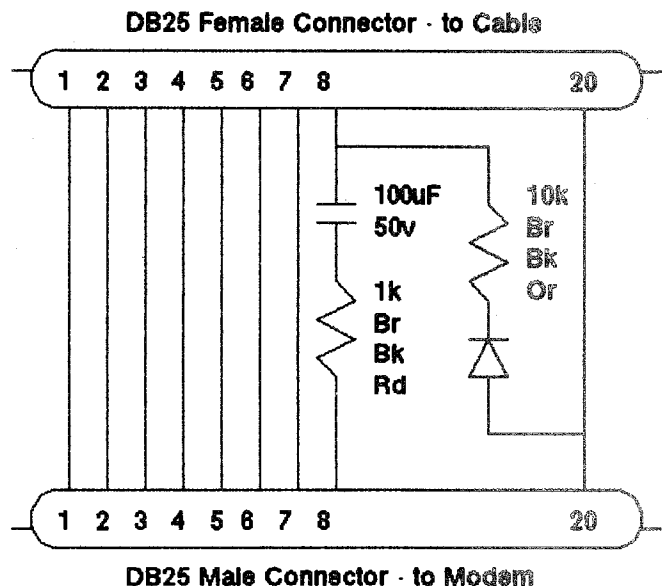 DB25 Female Connector - to Cable
1 2 3 4 5 6 7 8 20
100uF
50v
10k
Br
Bk
Or
1k
Br
Bk
Rd
1 2 3 4 5 6 7 8 20
DB25 Male Connector - to Modem